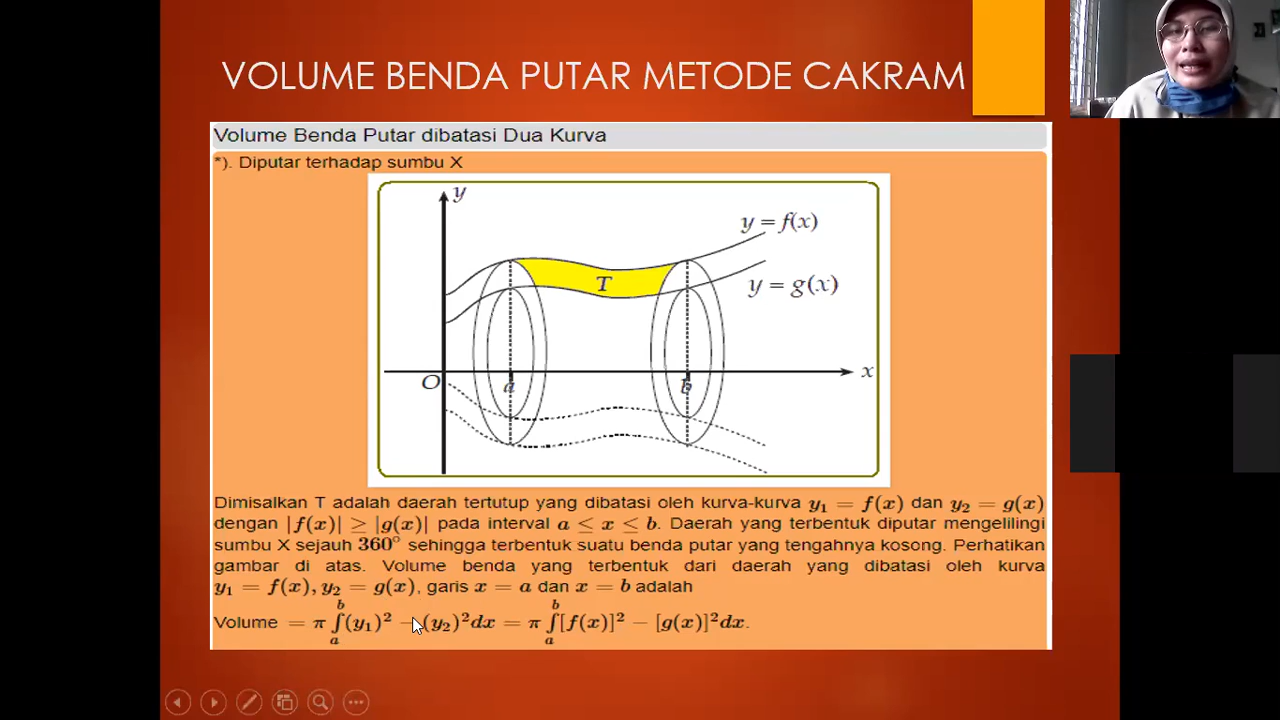 VOLUME BENDA PUTAR METODE CAKRAM
Volume Benda Putar dibatasi Dua Kurva
*). Diputar terhadap sumbu X
y
y = f(x)
T
y = g(x)
O
a
b
x
Dimisalkan T adalah daerah tertutup yang dibatasi oleh kurva-kurva y₁ = f(x) dan y₂ = g(x)
dengan |f(x)| ≥ |g(x)| pada interval a ≤ x ≤ b. Daerah yang terbentuk diputar mengelilingi
sumbu X sejauh 360° sehingga terbentuk suatu benda putar yang tengahnya kosong. Perhatikan
gambar di atas. Volume benda yang terbentuk dari daerah yang dibatasi oleh kurva
y₁ = f(x), y₂ = g(x), garis x = a dan x = b adalah
Volume = π ∫ₐᵇ (y₁)² − (y₂)² dx = π ∫ₐᵇ [f(x)]² − [g(x)]² dx.